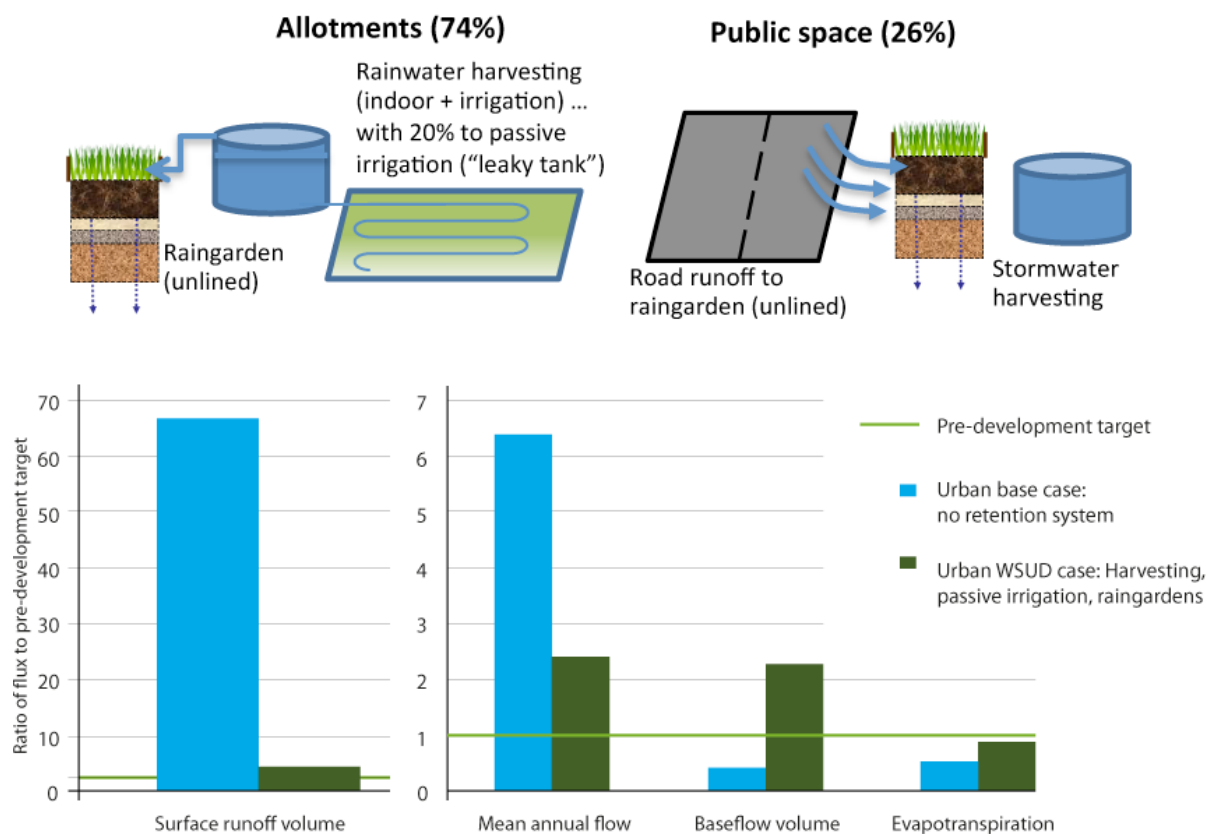 Allotments (74%)
Rainwater harvesting
(indoor + irrigation) ...
with 20% to passive
irrigation (“leaky tank”)
Raingarden
(unlined)
Public space (26%)
Road runoff to
raingarden (unlined)
Stormwater
harvesting
Ratio of flux to pre-development target
70
60
50
40
30
20
10
0
Surface runoff volume
7
6
5
4
3
2
1
0
Mean annual flow
Baseflow volume
Evapotranspiration
Pre-development target
Urban base case:
no retention system
Urban WSUD case: Harvesting,
passive irrigation, raingardens